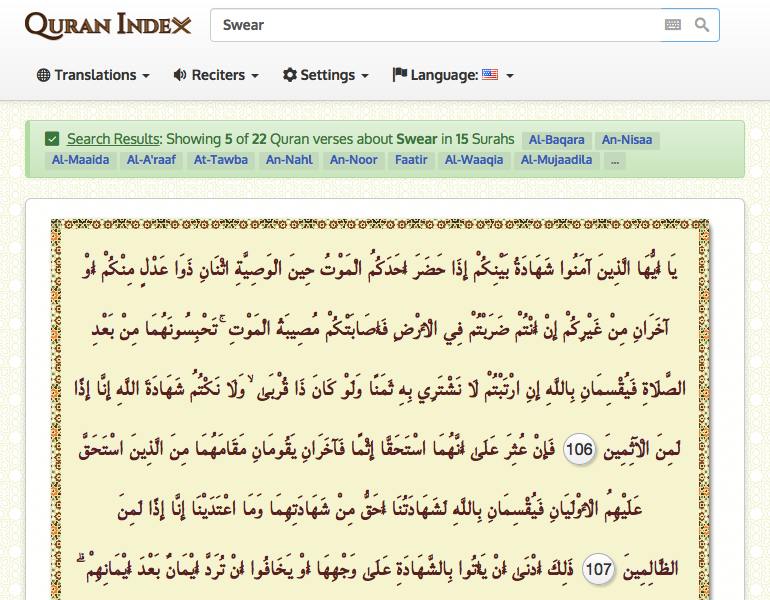 QURAN INDEX
Swear
Translations Reciters Settings Language:
Search Results: Showing 5 of 22 Quran verses about Swear in 15 Surahs Al-Baqara An-Nisaa
Al-Maaida Al-A'raaf At-Tawba An-Nahl An-Noor Faatir Al-Waaqia Al-Mujaadila ...
يَا أَيُّهَا الَّذِينَ آمَنُوا شَهَادَةُ بَيْنِكُمْ إِذَا حَضَرَ أَحَدَكُمُ الْمَوْتُ حِينَ الْوَصِيَّةِ اثْنَانِ ذَوَا عَدْلٍ مِنْكُمْ أَوْ
آخَرَانِ مِنْ غَيْرِكُمْ إِنْ أَنْتُمْ ضَرَبْتُمْ فِي الْأَرْضِ فَأَصَابَتْكُمْ مُصِيبَةُ الْمَوْتِ ۚ تَحْبِسُونَهُمَا مِنْ بَعْدِ
الصَّلَاةِ فَيُقْسِمَانِ بِاللَّهِ إِنِ ارْتَبْتُمْ لَا نَشْتَرِي بِهِ ثَمَنًا وَلَوْ كَانَ ذَا قُرْبَىٰ ۙ وَلَا نَكْتُمُ شَهَادَةَ اللَّهِ إِنَّا إِذًا
لَمِنَ الْآثِمِينَ 106 فَإِنْ عُثِرَ عَلَىٰ أَنَّهُمَا اسْتَحَقَّا إِثْمًا فَآخَرَانِ يَقُومَانِ مَقَامَهُمَا مِنَ الَّذِينَ اسْتَحَقَّ
عَلَيْهِمُ الْأَوْلَيَانِ فَيُقْسِمَانِ بِاللَّهِ لَشَهَادَتُنَا أَحَقُّ مِنْ شَهَادَتِهِمَا وَمَا اعْتَدَيْنَا إِنَّا إِذًا لَمِنَ
الظَّالِمِينَ 107 ذَٰلِكَ أَدْنَىٰ أَنْ يَأْتُوا بِالشَّهَادَةِ عَلَىٰ وَجْهِهَا أَوْ يَخَافُوا أَنْ تُرَدَّ أَيْمَانٌ بَعْدَ أَيْمَانِهِمْ ۗ